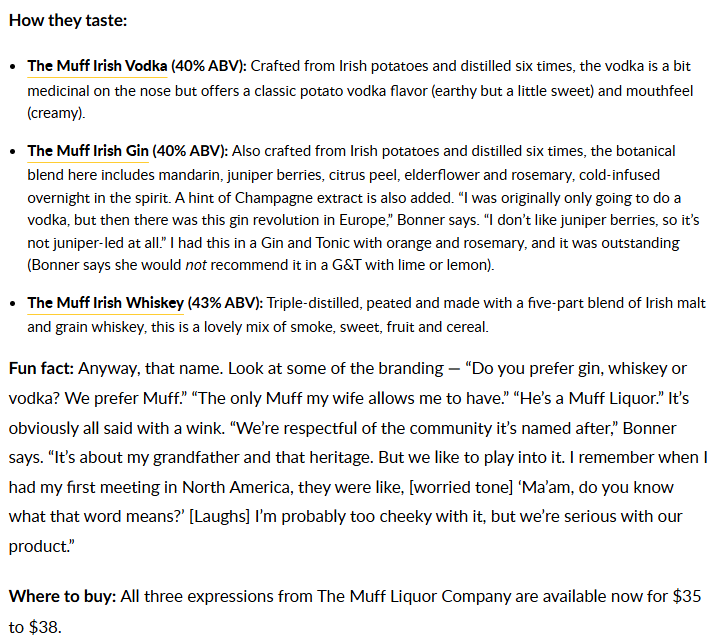 How they taste:
• The Muff Irish Vodka (40% ABV): Crafted from Irish potatoes and distilled six times, the vodka is a bit
medicinal on the nose but offers a classic potato vodka flavor (earthy but a little sweet) and mouthfeel
(creamy).
• The Muff Irish Gin (40% ABV): Also crafted from Irish potatoes and distilled six times, the botanical
blend here includes mandarin, juniper berries, citrus peel, elderflower and rosemary, cold-infused
overnight in the spirit. A hint of Champagne extract is also added. “I was originally only going to do a
vodka, but then there was this gin revolution in Europe,” Bonner says. “I don’t like juniper berries, so it’s
not juniper-led at all.” I had this in a Gin and Tonic with orange and rosemary, and it was outstanding
(Bonner says she would not recommend it in a G&T with lime or lemon).
• The Muff Irish Whiskey (43% ABV): Triple-distilled, peated and made with a five-part blend of Irish malt
and grain whiskey, this is a lovely mix of smoke, sweet, fruit and cereal.
Fun fact: Anyway, that name. Look at some of the branding — “Do you prefer gin, whiskey or
vodka? We prefer Muff.” “The only Muff my wife allows me to have.” “He’s a Muff Liquor.” It’s
obviously all said with a wink. “We’re respectful of the community it’s named after,” Bonner
says. “It’s about my grandfather and that heritage. But we like to play into it. I remember when I
had my first meeting in North America, they were like, [worried tone] ‘Ma’am, do you know
what that word means?’ [Laughs] I’m probably too cheeky with it, but we’re serious with our
product.”
Where to buy: All three expressions from The Muff Liquor Company are available now for $35
to $38.